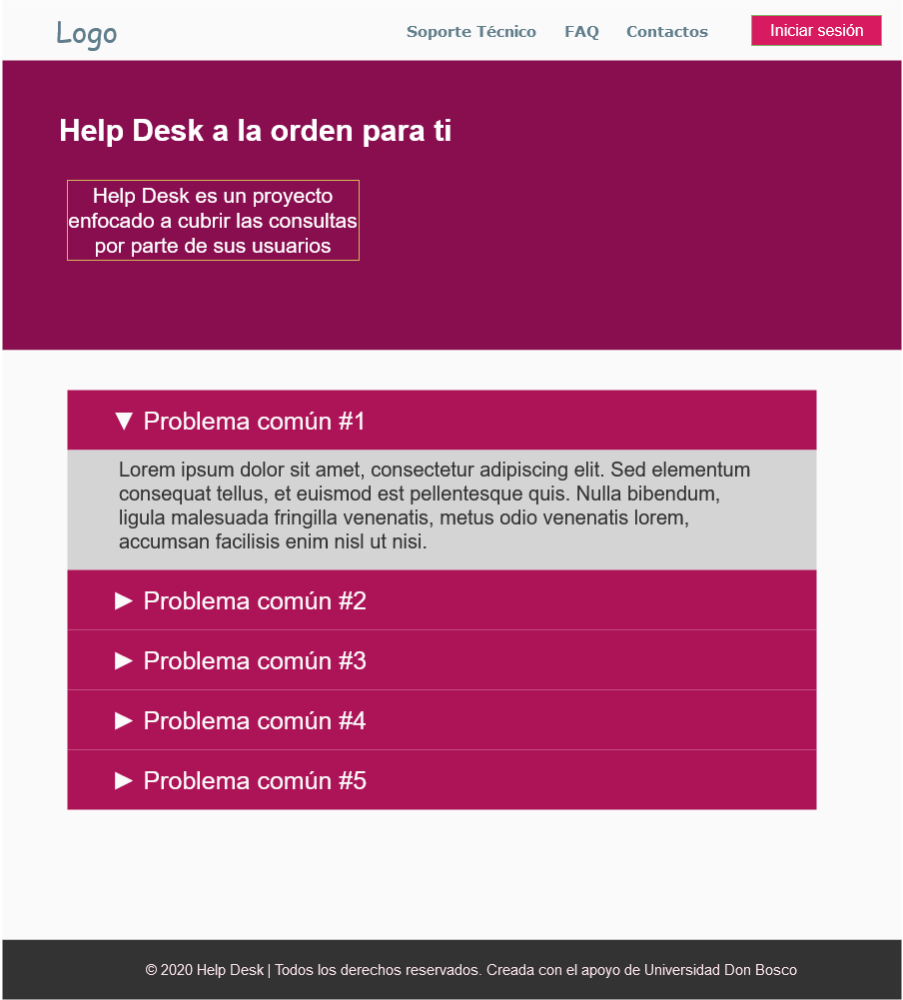 Logo
Soporte Técnico FAQ Contactos Iniciar sesión
Help Desk a la orden para ti
Help Desk es un proyecto
enfocado a cubrir las consultas
por parte de sus usuarios
▼ Problema común #1
Lorem ipsum dolor sit amet, consectetur adipiscing elit. Sed elementum
consequat tellus, et euismod est pellentesque quis. Nulla bibendum,
ligula malesuada fringilla venenatis, metus odio venenatis lorem,
accumsan facilisis enim nisl ut nisi.
► Problema común #2
► Problema común #3
► Problema común #4
► Problema común #5
© 2020 Help Desk | Todos los derechos reservados. Creada con el apoyo de Universidad Don Bosco